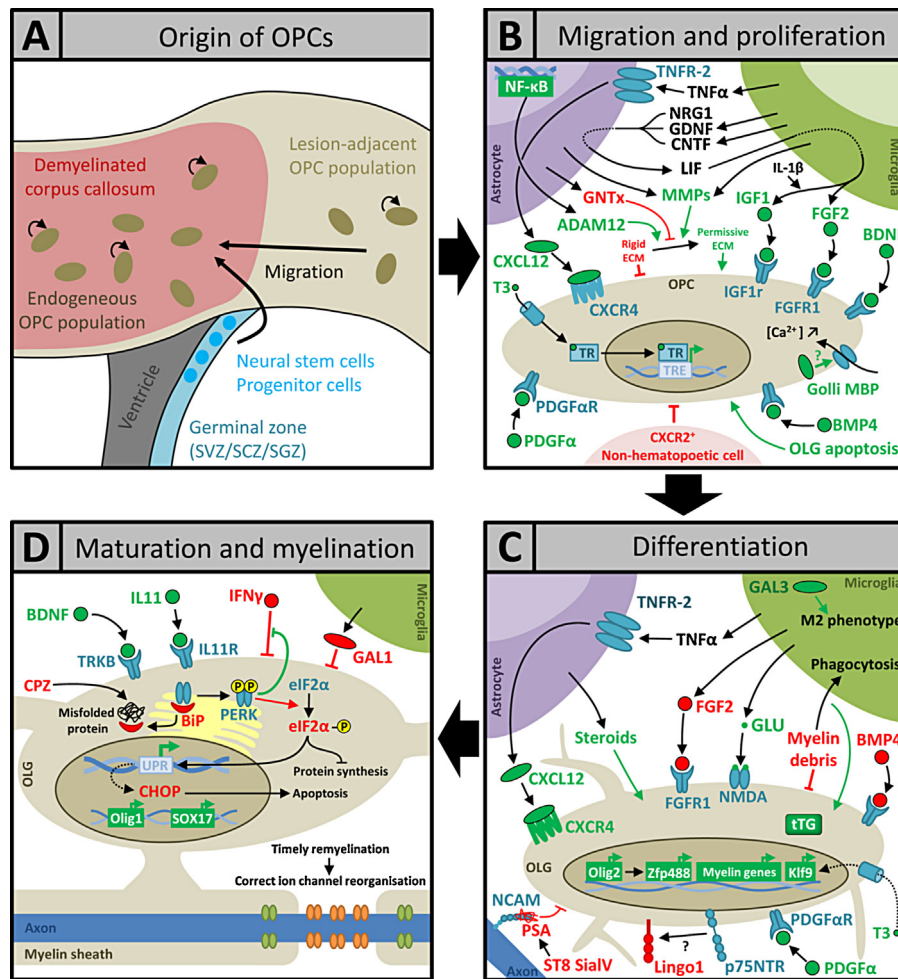 A
Origin of OPCs
Demyelinated
corpus callosum
Lesion-adjacent
OPC population
Migration
Endogeneous
OPC population
Neural stem cells
Progenitor cells
Ventricle
Germinal zone
(SVZ/SCZ/SGZ)
B
Migration and proliferation
NF-κB
TNFR-2
TNFα
NRG1
GDNF
CNTF
LIF
Astrocyte
Microglia
IL-1β
GNTx
MMPs
IGF1
FGF2
ADAM12
BDN
Rigid
ECM
Permissive
ECM
CXCL12
T3
CXCR4
OPC
IGF1r
FGFR1
[Ca²⁺]
?
TR
TR
TRE
Golli MBP
PDGFαR
PDGFα
BMP4
OLG apoptosis
CXCR2⁺
Non-hematopoetic cell
D
Maturation and myelination
Microglia
BDNF
IL11
IFNγ
TRKB
IL11R
GAL1
CPZ
Misfolded
protein
BiP
P P
PERK
eIF2α
eIF2α P
OLG
UPR
Protein synthesis
CHOP
Apoptosis
Olig1
SOX17
Timely remyelination
Correct ion channel reorganisation
Axon
Myelin sheath
C
Differentiation
GAL3
Microglia
TNFR-2
TNFα
M2 phenotype
Astrocyte
Phagocytosis
FGF2
GLU
Steroids
Myelin
debris
BMP4
CXCL12
FGFR1
NMDA
CXCR4
tTG
OLG
Olig2
Zfp488
Myelin genes
Klf9
NCAM
PSA
ST8 SialV
Axon
Lingo1
?
p75NTR
PDGFαR
PDGFα
T3